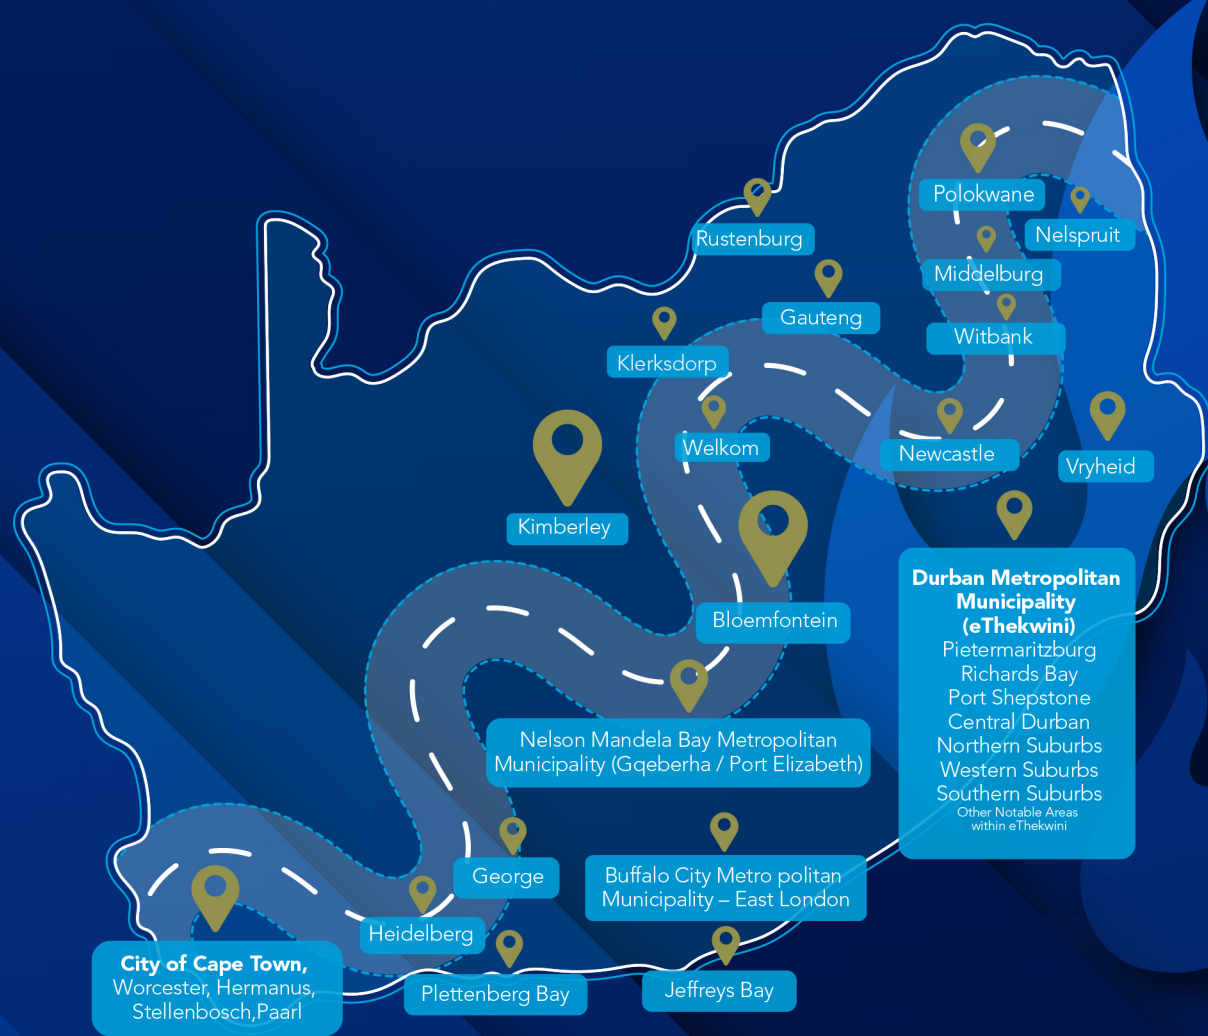 Polokwane
Nelspruit
Rustenburg
Middelburg
Gauteng
Witbank
Klerksdorp
Welkom
Newcastle
Vryheid
Kimberley
Bloemfontein
Durban Metropolitan
Municipality
(eThekwini)
Pietermaritzburg
Richards Bay
Port Shepstone
Central Durban
Northern Suburbs
Western Suburbs
Southern Suburbs
Other Notable Areas
within eThekwini
Nelson Mandela Bay Metropolitan
Municipality (Gqeberha / Port Elizabeth)
George
Buffalo City Metro politan
Municipality – East London
Heidelberg
City of Cape Town,
Worcester, Hermanus,
Stellenbosch,Paarl
Plettenberg Bay
Jeffreys Bay